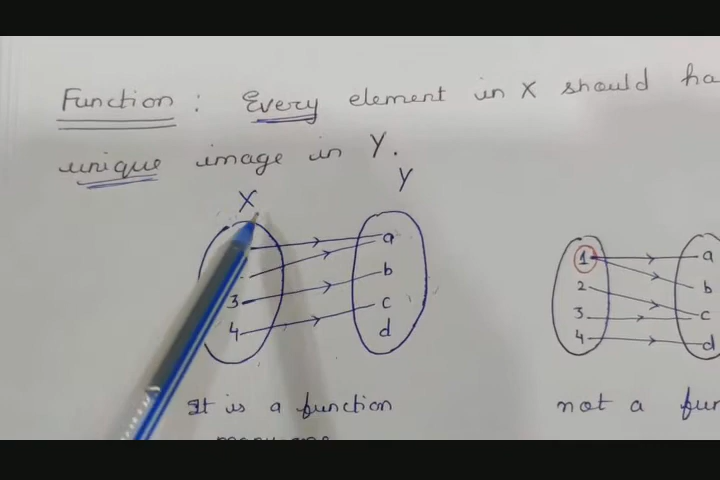 Function : Every element in X should ha
unique image in Y.
X
Y
a
3
b
4
c
d
1
a
2
b
3
c
4
d
It is a function
not a fun